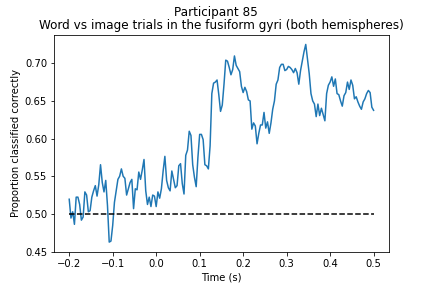 Participant 85
Word vs image trials in the fusiform gyri (both hemispheres)
Proportion classified correctly
0.70
0.65
0.60
0.55
0.50
0.45
−0.2 −0.1 0.0 0.1 0.2 0.3 0.4 0.5
Time (s)